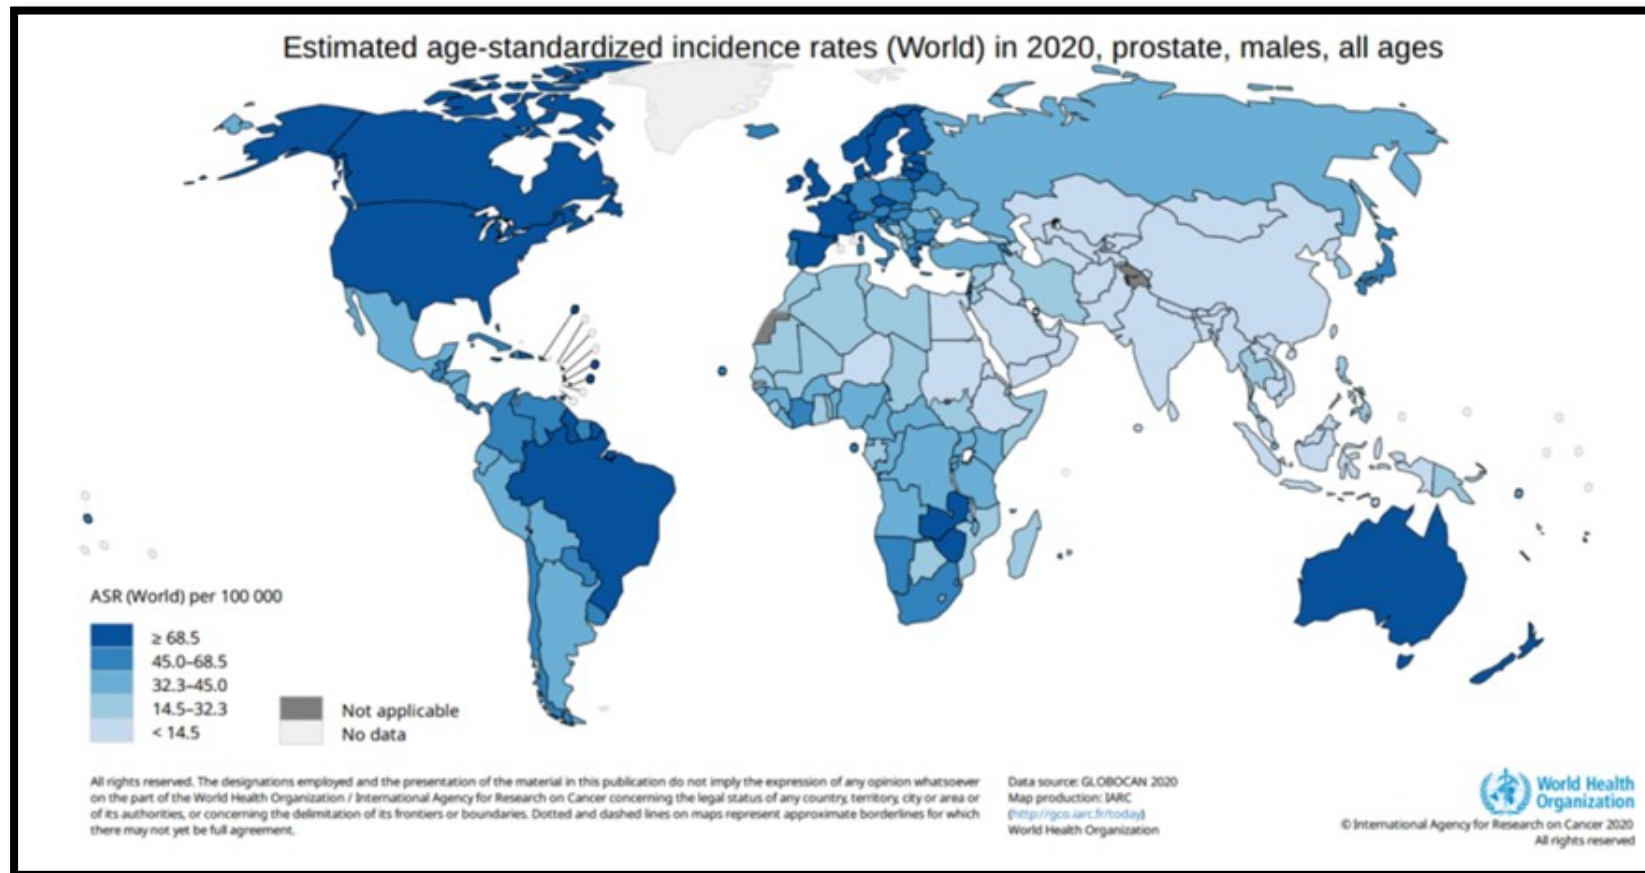 Estimated age-standardized incidence rates (World) in 2020, prostate, males, all ages
ASR (World) per 100 000
≥ 68.5
45.0–68.5
32.3–45.0
14.5–32.3
< 14.5
Not applicable
No data
All rights reserved. The designations employed and the presentation of the material in this publication do not imply the expression of any opinion whatsoever
on the part of the World Health Organization / International Agency for Research on Cancer concerning the legal status of any country, territory, city or area or
of its authorities, or concerning the delimitation of its frontiers or boundaries. Dotted and dashed lines on maps represent approximate borderlines for which
there may not yet be full agreement.
Data source: GLOBOCAN 2020
Map production: IARC
(http://gco.iarc.fr/today)
World Health Organization
World Health
Organization
© International Agency for Research on Cancer 2020
All rights reserved